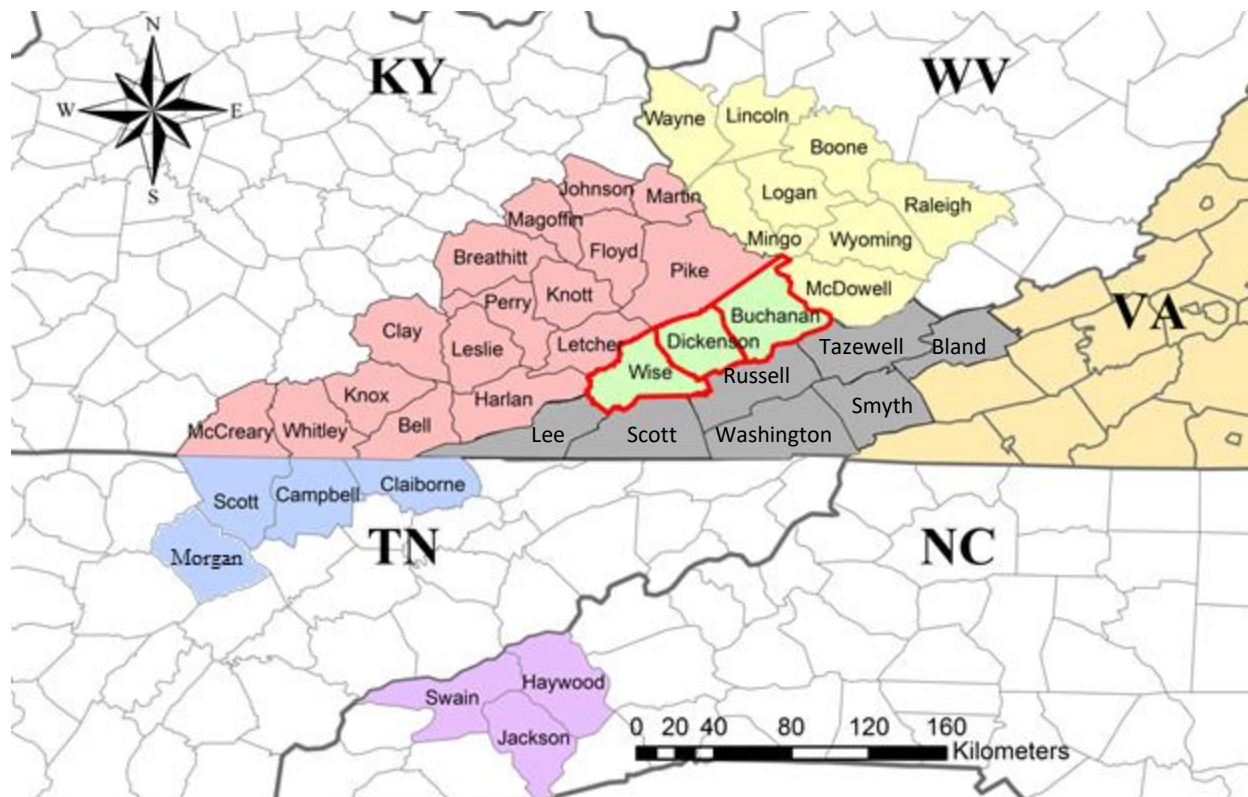 N
KY
WV
W
E
S
Wayne
Lincoln
Boone
Johnson
Martin
Logan
Raleigh
Magoffin
Floyd
Mingo
Wyoming
Breathitt
Pike
McDowell
Perry
Knott
VA
Buchanan
Clay
Leslie
Letcher
Dickenson
Tazewell
Bland
Wise
Russell
Knox
Harlan
Smyth
McCreary
Whitley
Bell
Lee
Scott
Washington
Scott
Campbell
Claiborne
TN
NC
Morgan
Swain
Haywood
Jackson
0 20 40 80 120 160
Kilometers